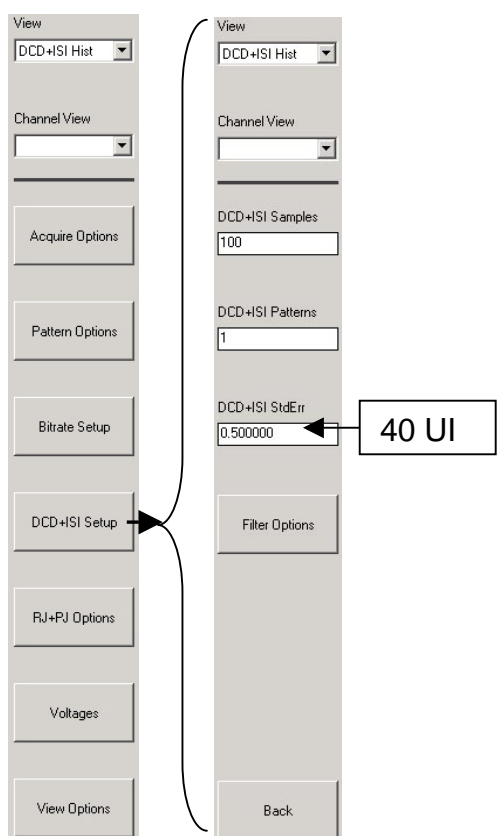 View
DCD+ISI Hist
Channel View
Acquire Options
Pattern Options
Bitrate Setup
DCD+ISI Setup
RJ+PJ Options
Voltages
View Options
View
DCD+ISI Hist
Channel View
DCD+ISI Samples
100
DCD+ISI Patterns
1
DCD+ISI StdErr
0.500000
Filter Options
Back
40 UI